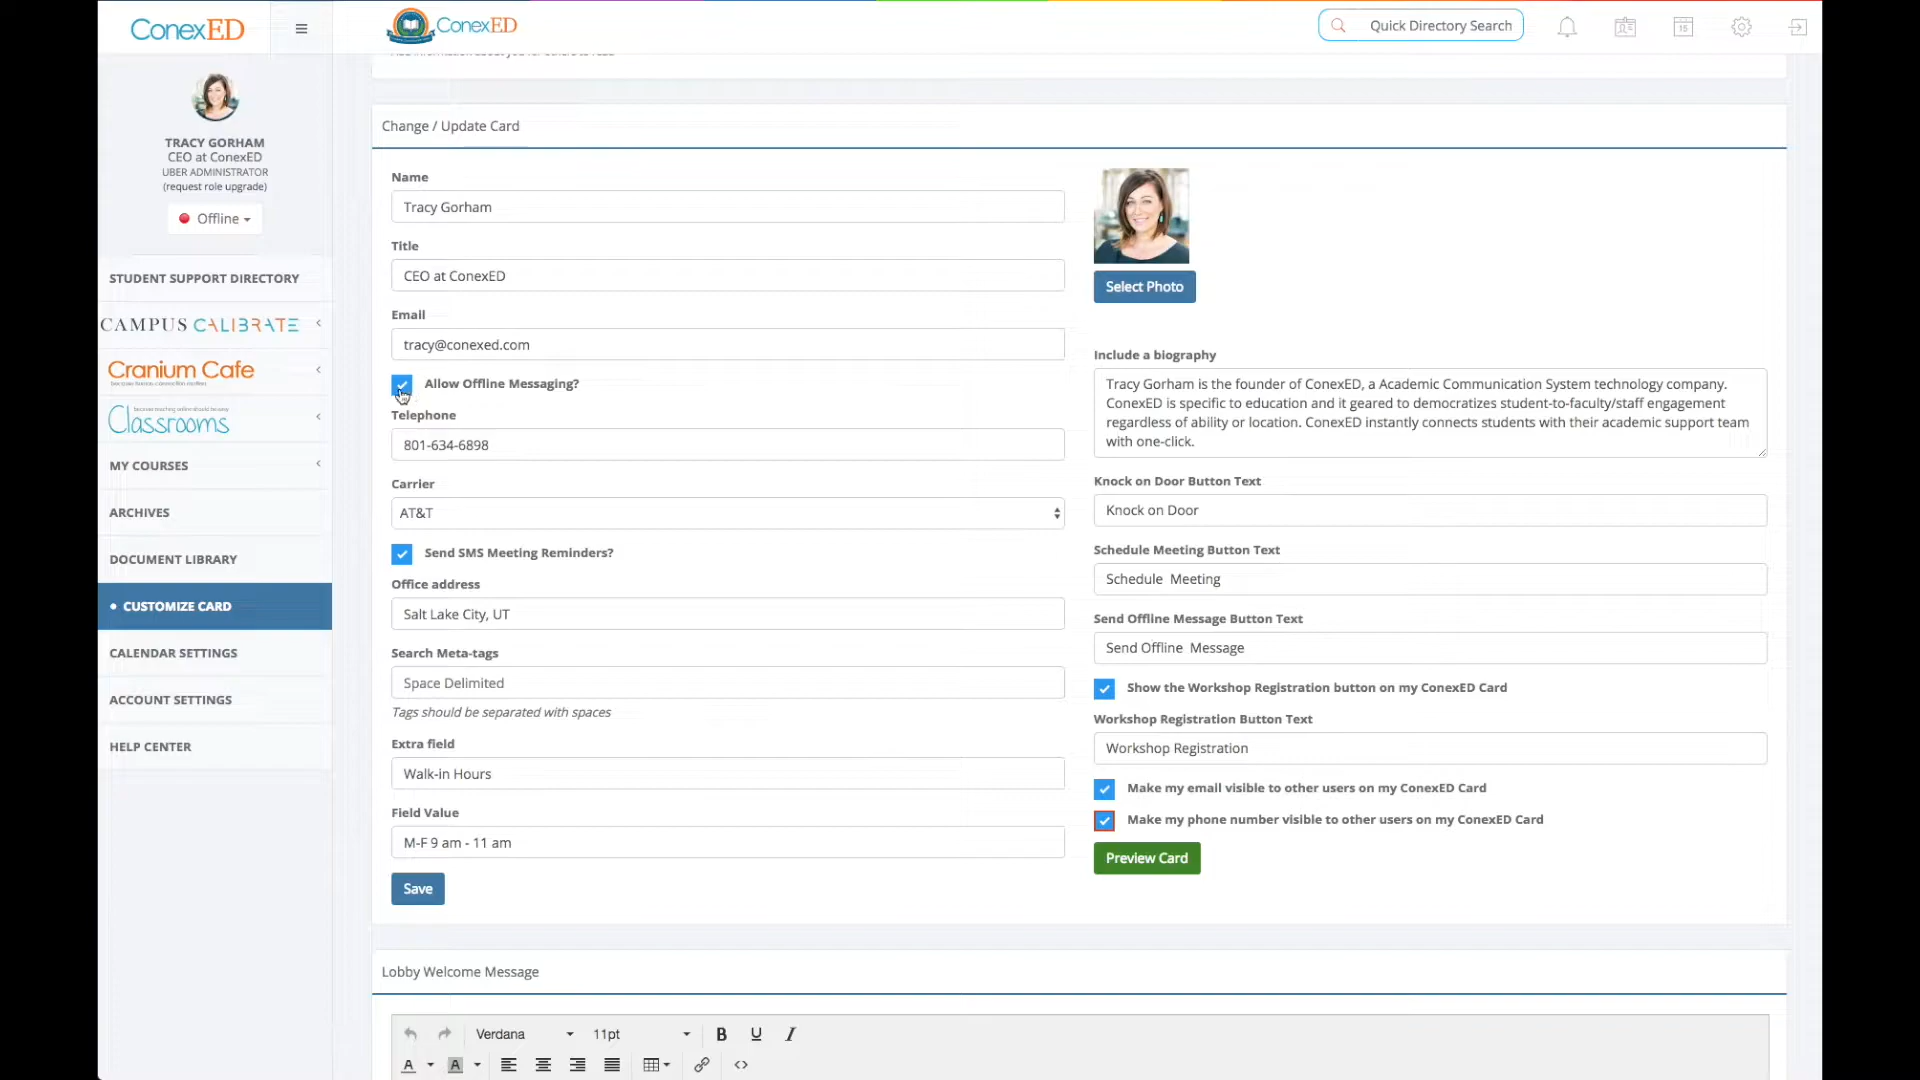 ConexED
ConexED
Quick Directory Search
15
TRACY GORHAM
CEO at ConexED
UBER ADMINISTRATOR
(request role upgrade)
Offline
STUDENT SUPPORT DIRECTORY
CAMPUS CALIBRATE
Cranium Cafe
because teaching online should be easy
Classrooms
MY COURSES
ARCHIVES
DOCUMENT LIBRARY
CUSTOMIZE CARD
CALENDAR SETTINGS
ACCOUNT SETTINGS
HELP CENTER
Change / Update Card
Name
Tracy Gorham
Title
CEO at ConexED
Email
tracy@conexed.com
Allow Offline Messaging?
Telephone
801-634-6898
Carrier
AT&T
Send SMS Meeting Reminders?
Office address
Salt Lake City, UT
Search Meta-tags
Space Delimited
Tags should be separated with spaces
Extra field
Walk-in Hours
Field Value
M-F 9 am - 11 am
Save
Select Photo
Include a biography
Tracy Gorham is the founder of ConexED, a Academic Communication System technology company.
ConexED is specific to education and it geared to democratizes student-to-faculty/staff engagement
regardless of ability or location. ConexED instantly connects students with their academic support team
with one-click.
Knock on Door Button Text
Knock on Door
Schedule Meeting Button Text
Schedule  Meeting
Send Offline Message Button Text
Send Offline  Message
Show the Workshop Registration button on my ConexED Card
Workshop Registration Button Text
Workshop Registration
Make my email visible to other users on my ConexED Card
Make my phone number visible to other users on my ConexED Card
Preview Card
Lobby Welcome Message
Verdana 11pt B U I
A A